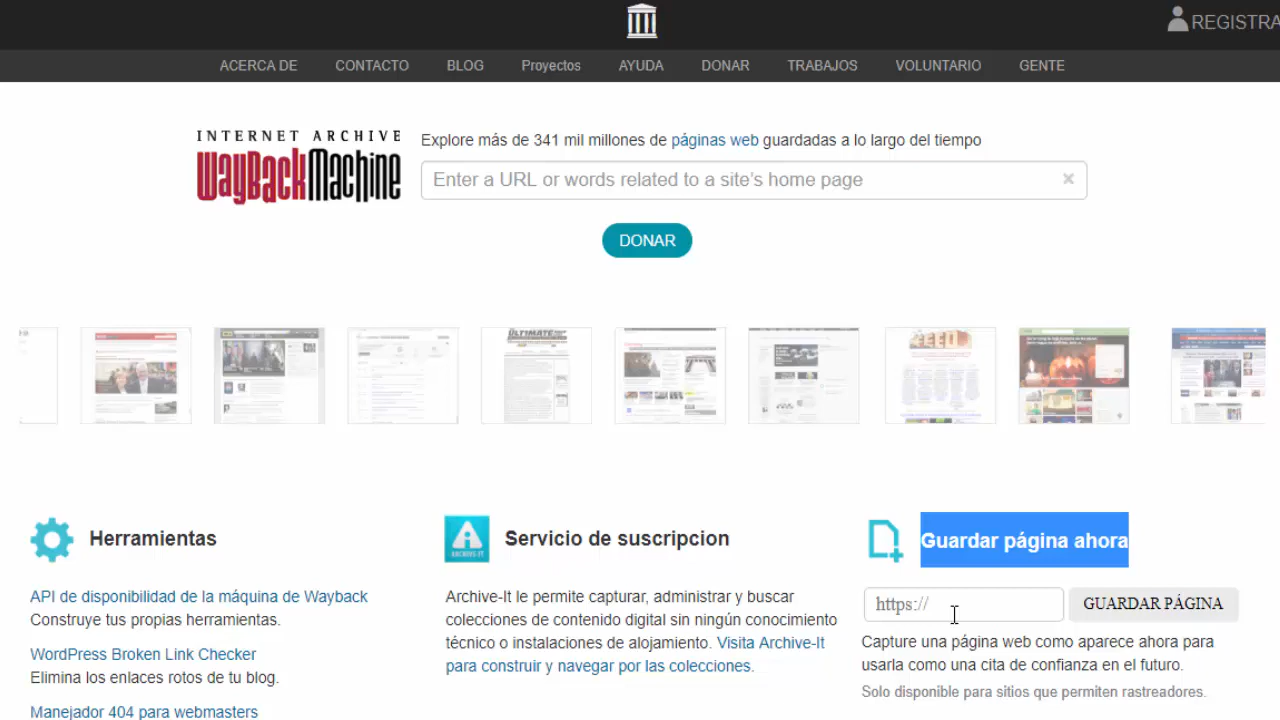 REGISTRA
ACERCA DE CONTACTO BLOG Proyectos AYUDA DONAR TRABAJOS VOLUNTARIO GENTE
INTERNET ARCHIVE
WayBackMachine
Explore más de 341 mil millones de páginas web guardadas a lo largo del tiempo
Enter a URL or words related to a site's home page ×
DONAR
ULTIMATE
Herramientas
API de disponibilidad de la máquina de Wayback
Construye tus propias herramientas.
WordPress Broken Link Checker
Elimina los enlaces rotos de tu blog.
Manejador 404 para webmasters
ARCHIVE-IT
Servicio de suscripcion
Archive-It le permite capturar, administrar y buscar
colecciones de contenido digital sin ningún conocimiento
técnico o instalaciones de alojamiento. Visita Archive-It
para construir y navegar por las colecciones.
Guardar página ahora
https://
GUARDAR PÁGINA
Capture una página web como aparece ahora para
usarla como una cita de confianza en el futuro.
Solo disponible para sitios que permiten rastreadores.